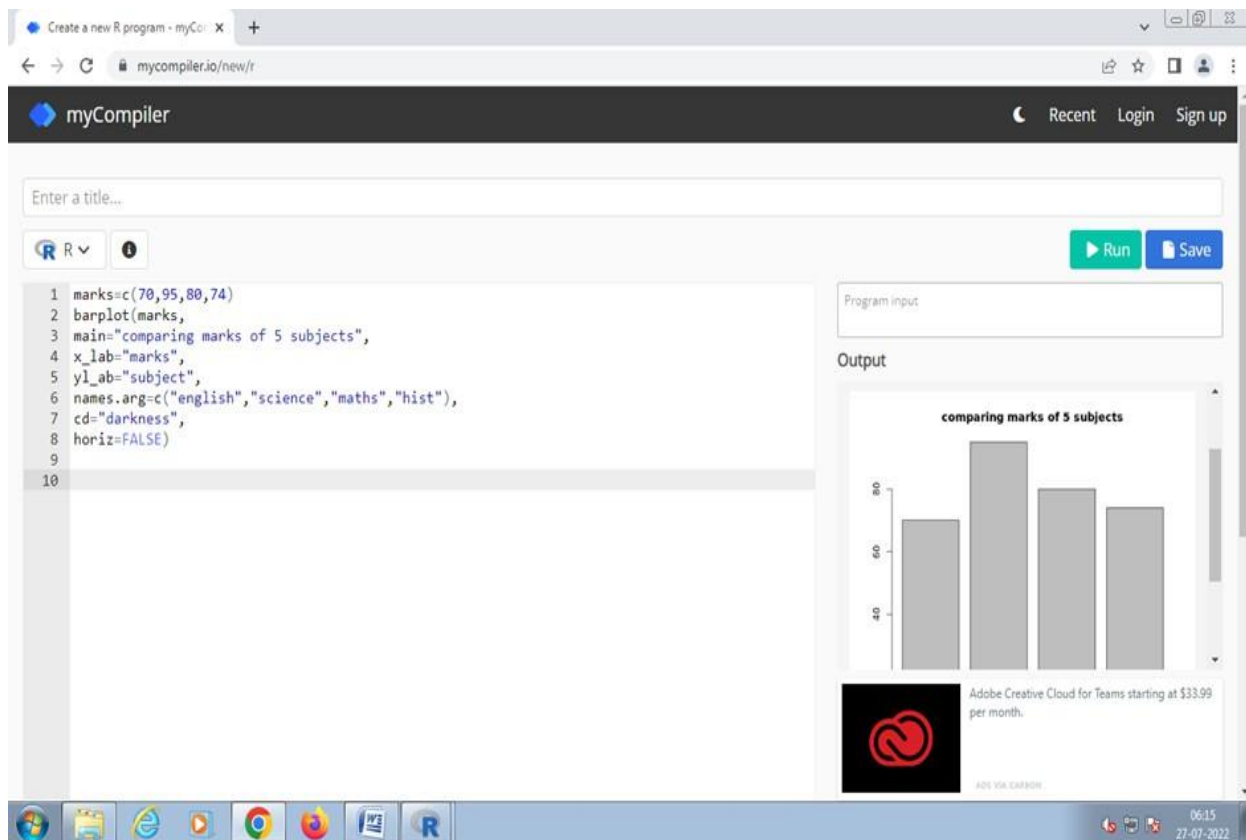 Create a new R program - myCor
mycompiler.io/new/r
myCompiler
Recent Login Sign up
Enter a title...
R R
Run Save
1 marks=c(70,95,80,74)
2 barplot(marks,
3 main="comparing marks of 5 subjects",
4 x_lab="marks",
5 yl_ab="subject",
6 names.arg=c("english","science","maths","hist"),
7 cd="darkness",
8 horiz=FALSE)
9
10
Program input
Output
comparing marks of 5 subjects
80
60
40
Adobe Creative Cloud for Teams starting at $33.99
per month.
ADS VIA CARBON
06:15
27-07-2022